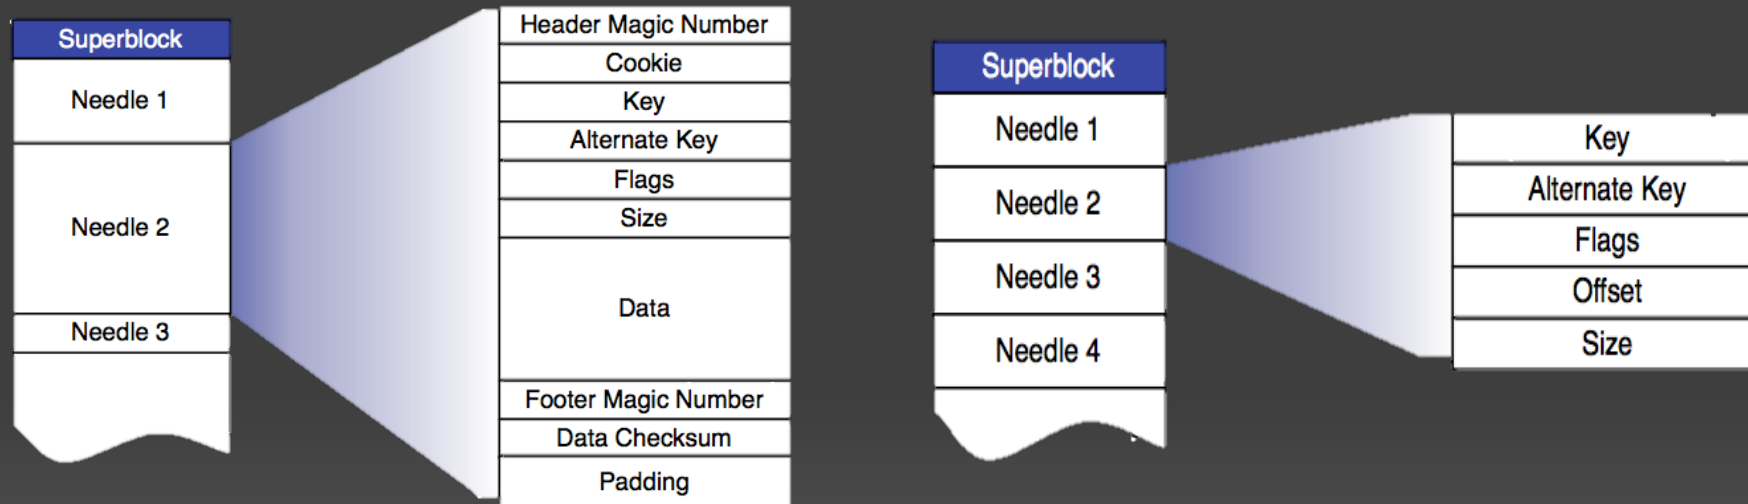 Superblock
Needle 1
Needle 2
Needle 3
Header Magic Number
Cookie
Key
Alternate Key
Flags
Size
Data
Footer Magic Number
Data Checksum
Padding
Superblock
Needle 1
Needle 2
Needle 3
Needle 4
Key
Alternate Key
Flags
Offset
Size